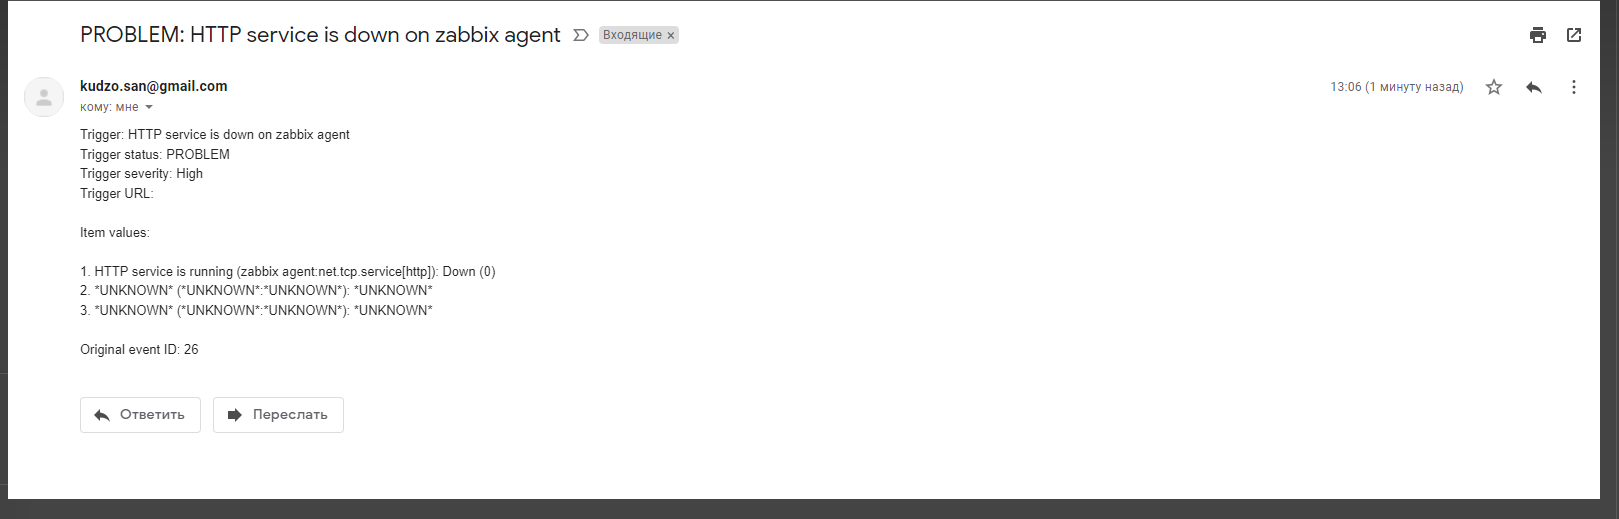 PROBLEM: HTTP service is down on zabbix agent Входящие ×
kudzo.san@gmail.com 13:06 (1 минуту назад)
кому: мне
Trigger: HTTP service is down on zabbix agent
Trigger status: PROBLEM
Trigger severity: High
Trigger URL:
Item values:
1. HTTP service is running (zabbix agent:net.tcp.service[http]): Down (0)
2. *UNKNOWN* (*UNKNOWN*:*UNKNOWN*): *UNKNOWN*
3. *UNKNOWN* (*UNKNOWN*:*UNKNOWN*): *UNKNOWN*
Original event ID: 26
Ответить Переслать